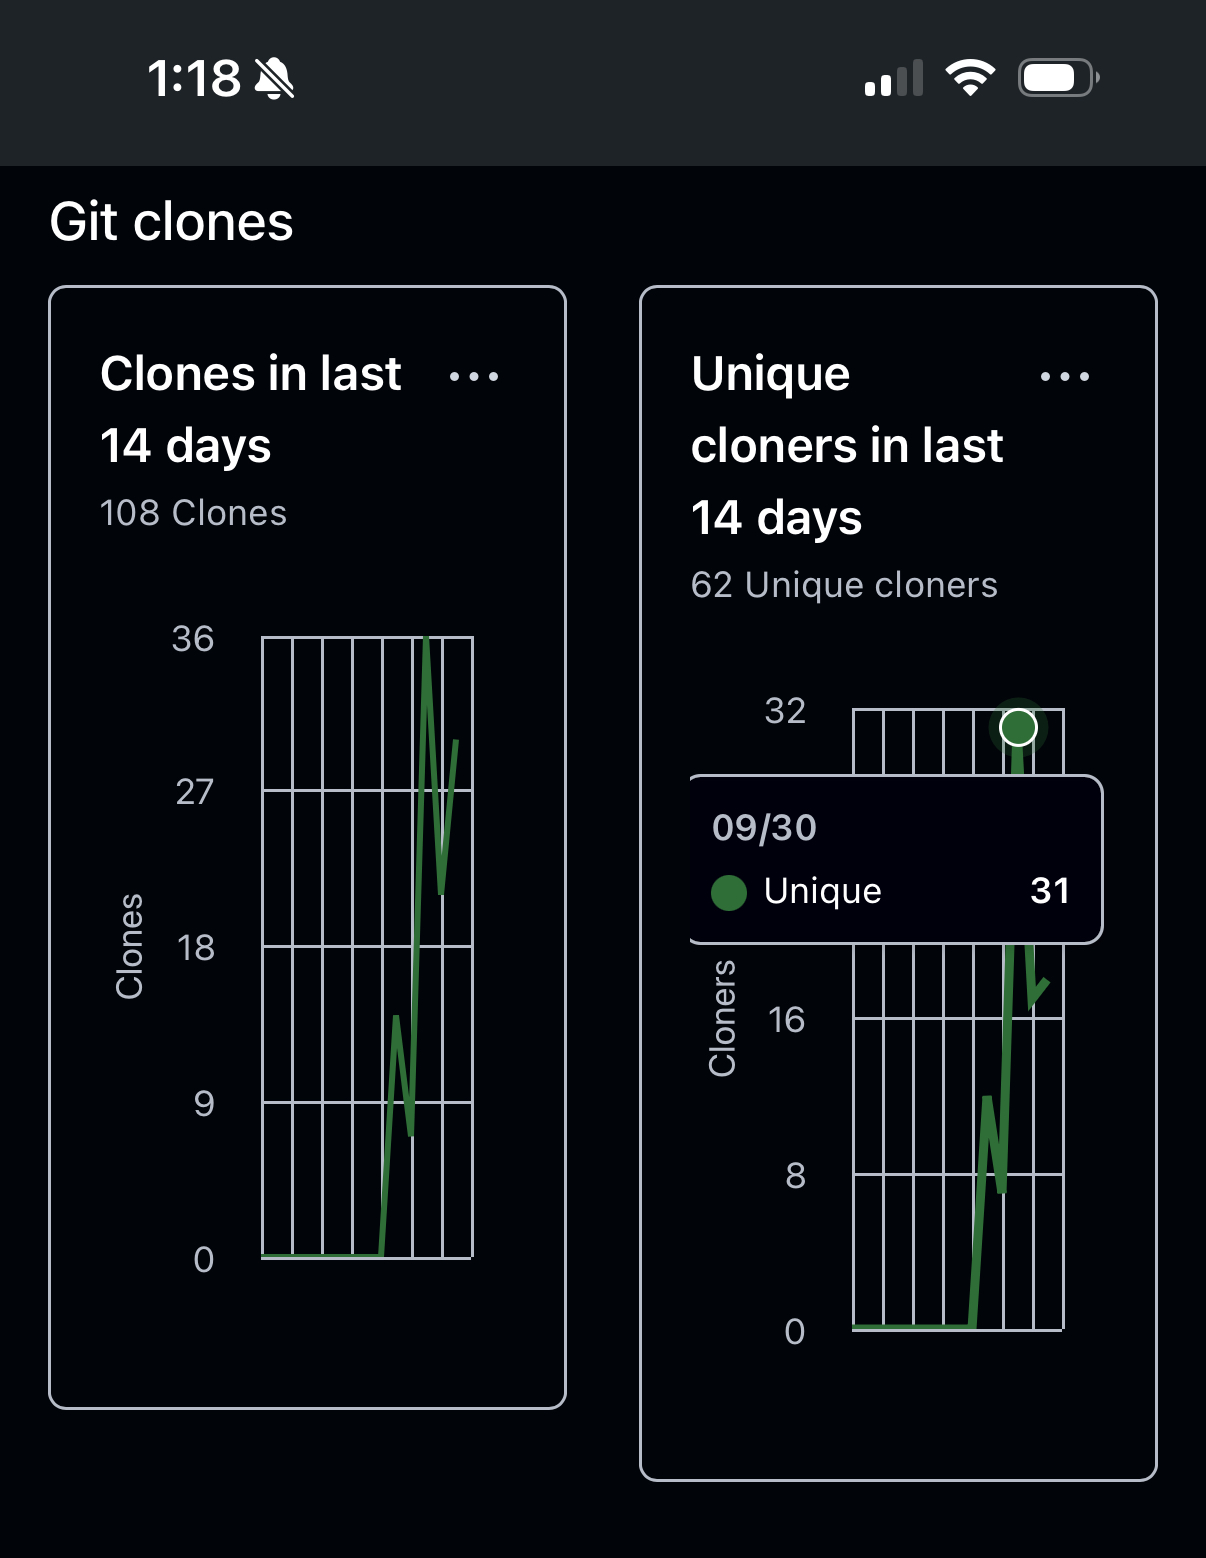 1:18
Git clones
Clones in last
14 days
108 Clones
36
27
18
9
0
Clones
Unique
cloners in last
14 days
62 Unique cloners
32
09/30
Unique 31
16
8
0
Cloners